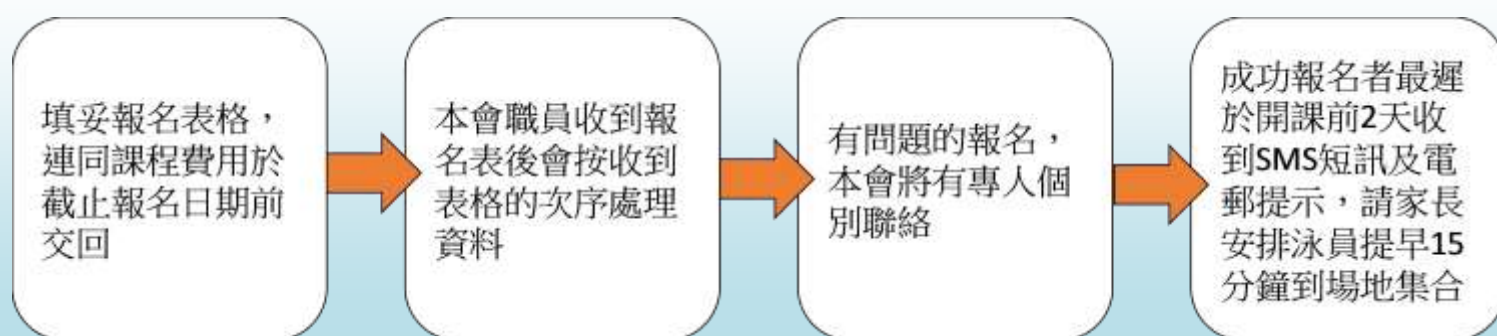 填妥報名表格，
連同課程費用於
截止報名日期前
交回
本會職員收到報
名表後會按收到
表格的次序處理
資料
有問題的報名，
本會將有專人個
別聯絡
成功報名者最遲
於開課前2天收
到SMS短訊及電
郵提示，請家長
安排泳員提早15
分鐘到場地集合